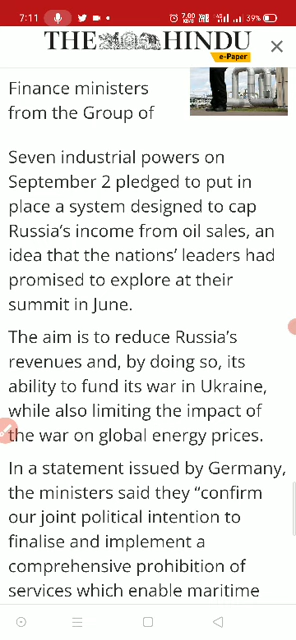 7:11
7.00
KB/S
39%
THE HINDU
e-Paper
Finance ministers
from the Group of
Seven industrial powers on
September 2 pledged to put in
place a system designed to cap
Russia's income from oil sales, an
idea that the nations' leaders had
promised to explore at their
summit in June.
The aim is to reduce Russia's
revenues and, by doing so, its
ability to fund its war in Ukraine,
while also limiting the impact of
the war on global energy prices.
In a statement issued by Germany,
the ministers said they “confirm
our joint political intention to
finalise and implement a
comprehensive prohibition of
services which enable maritime